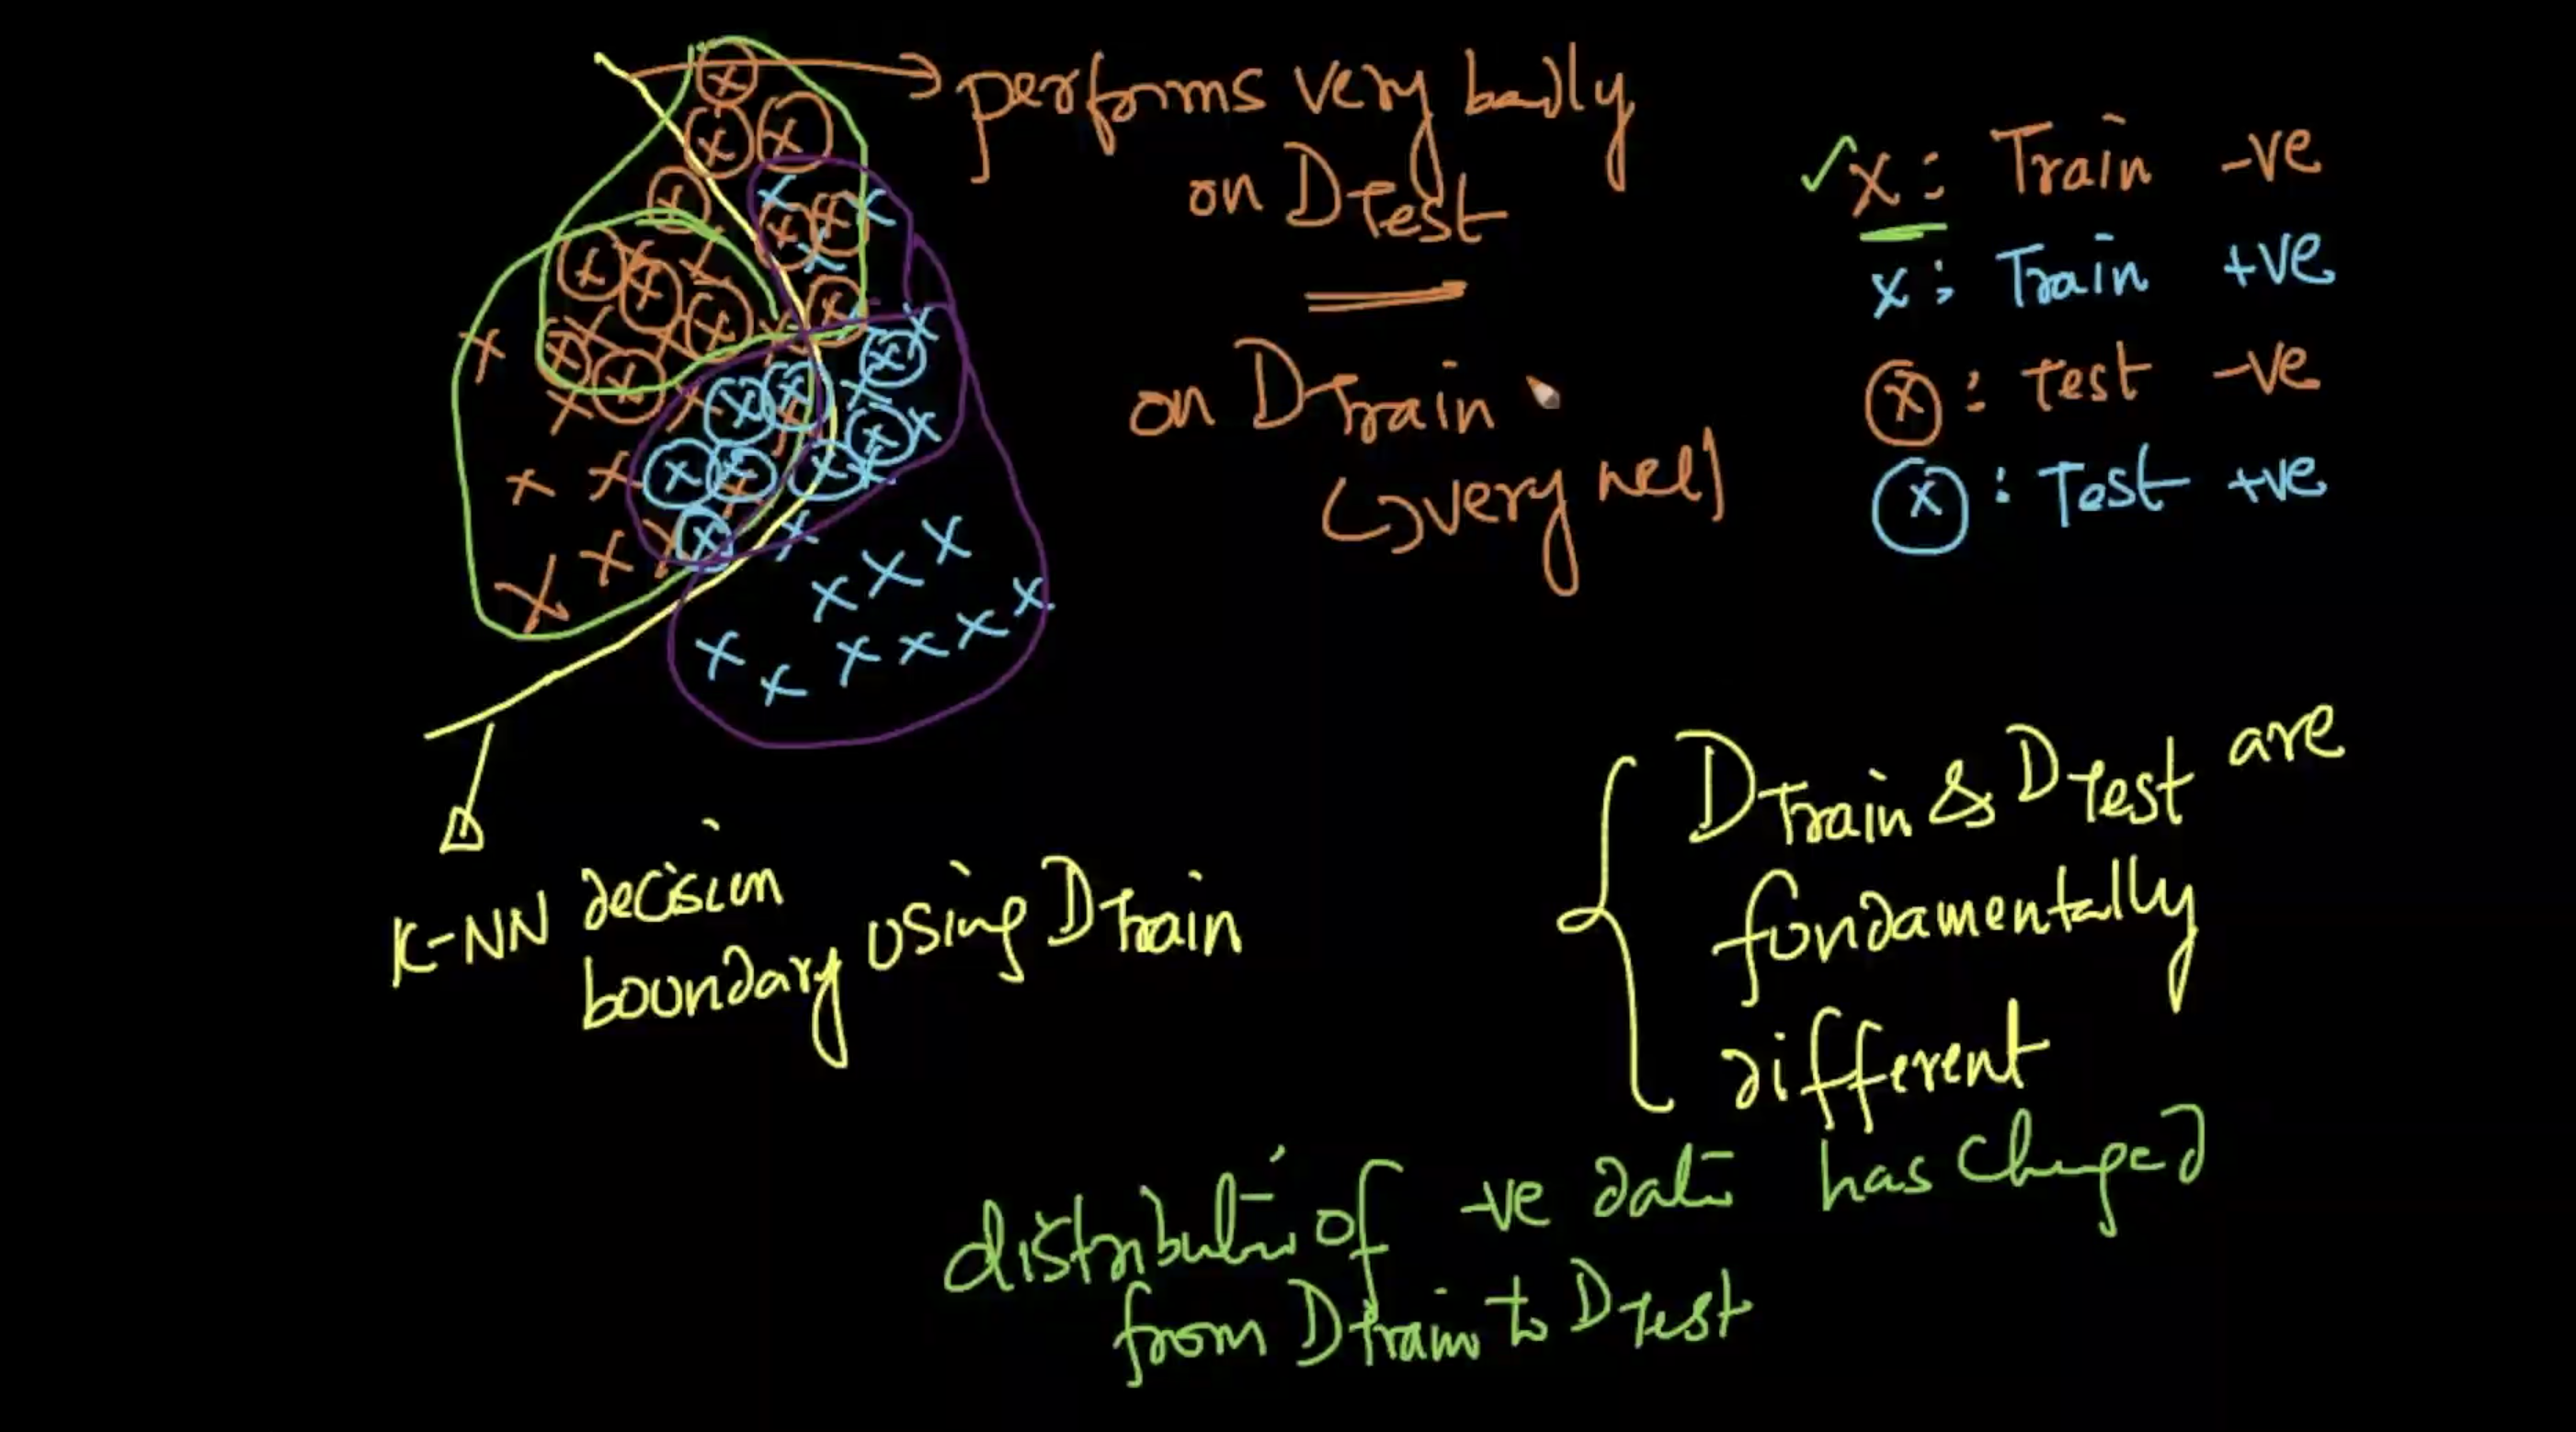 performs very badly
on DTest
on DTrain
very well
x : Train -ve
x : Train +ve
x : Test -ve
x : Test +ve
K-NN decision
boundary using DTrain
DTrain & DTest are
fundamentally
different
distributn of -ve data has changed
from DTrain to DTest